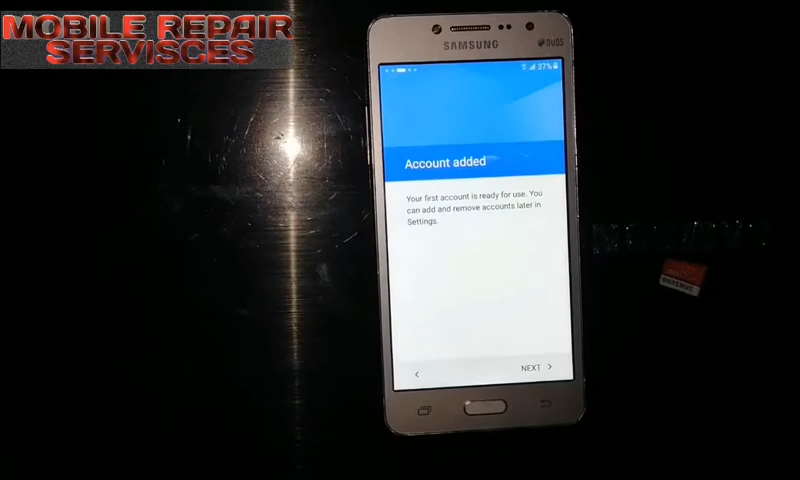 MOBILE REPAIR
SERVISCES
SAMSUNG
DUOS
37%
Account added
Your first account is ready for use. You
can add and remove accounts later in
Settings.
NEXT